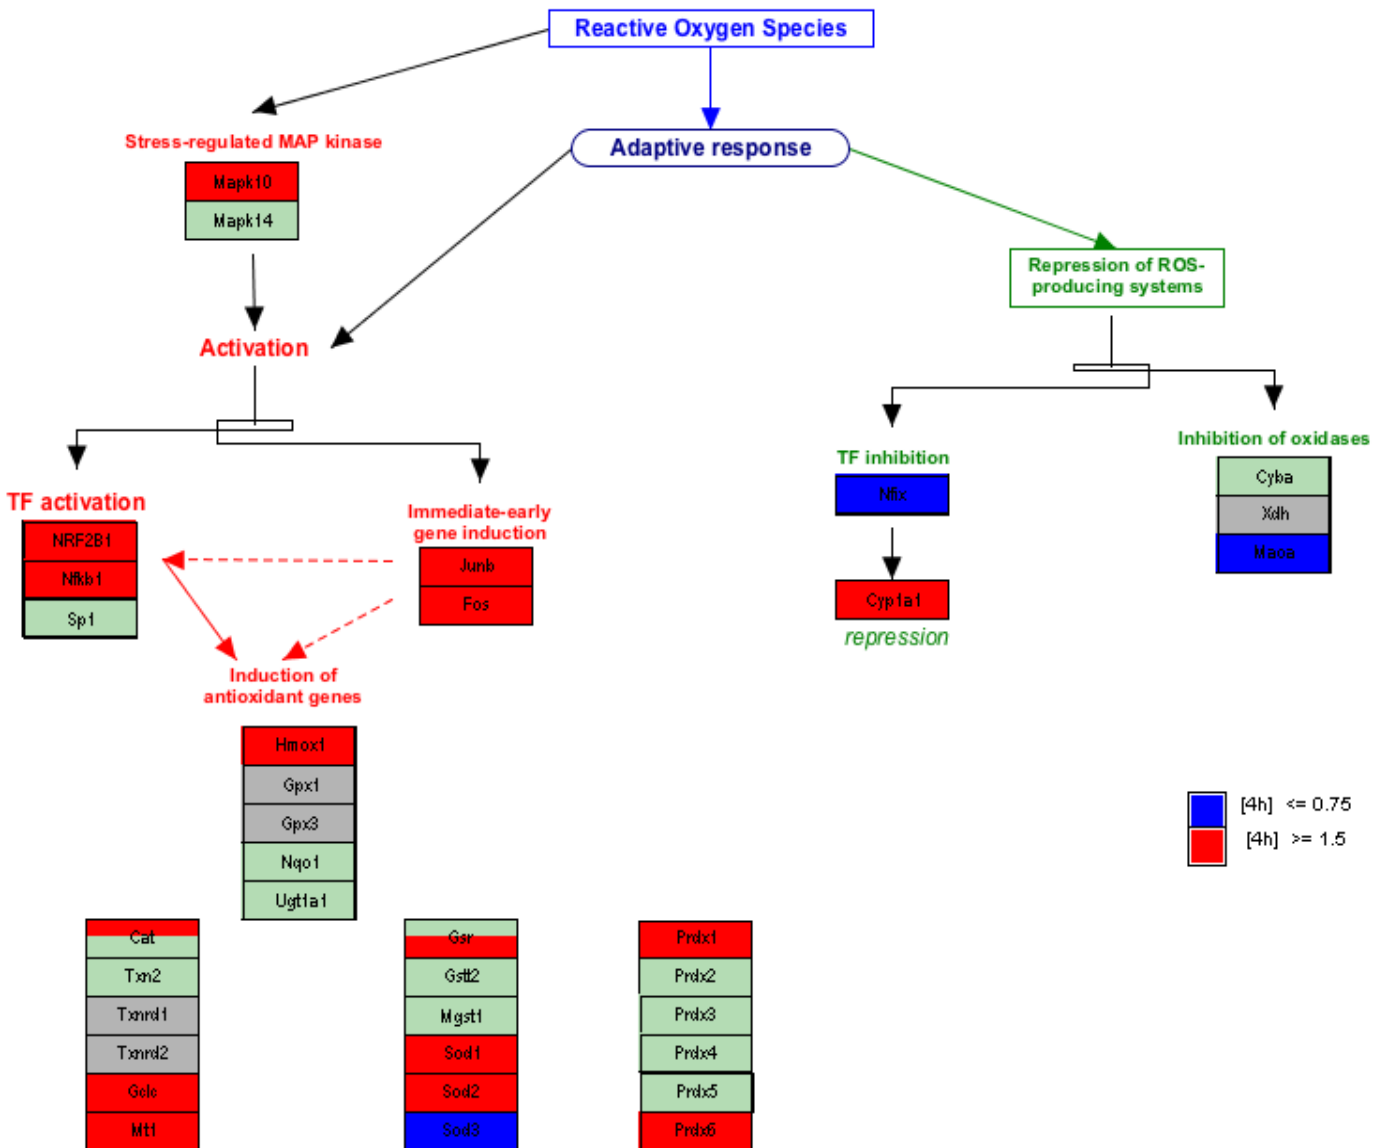 Reactive Oxygen Species
Stress-regulated MAP kinase
Adaptive response
Mapk10
Mapk14
Repression of ROS-
producing systems
Activation
TF activation
NRF2B1
Nfkb1
Sp1
Immediate-early
gene induction
Junb
Fos
TF inhibition
Nfix
Cyp1a1
repression
Inhibition of oxidases
Cyba
Xdh
Maoa
Induction of
antioxidant genes
Hmox1
Gpx1
Gpx3
Nqo1
Ugt1a1
[4h] <= 0.75
[4h] >= 1.5
Cat
Txn2
Txnrd1
Txnrd2
Gclc
Mt1
Gsr
Gstt2
Mgst1
Sod1
Sod2
Sod3
Prdx1
Prdx2
Prdx3
Prdx4
Prdx5
Prdx6